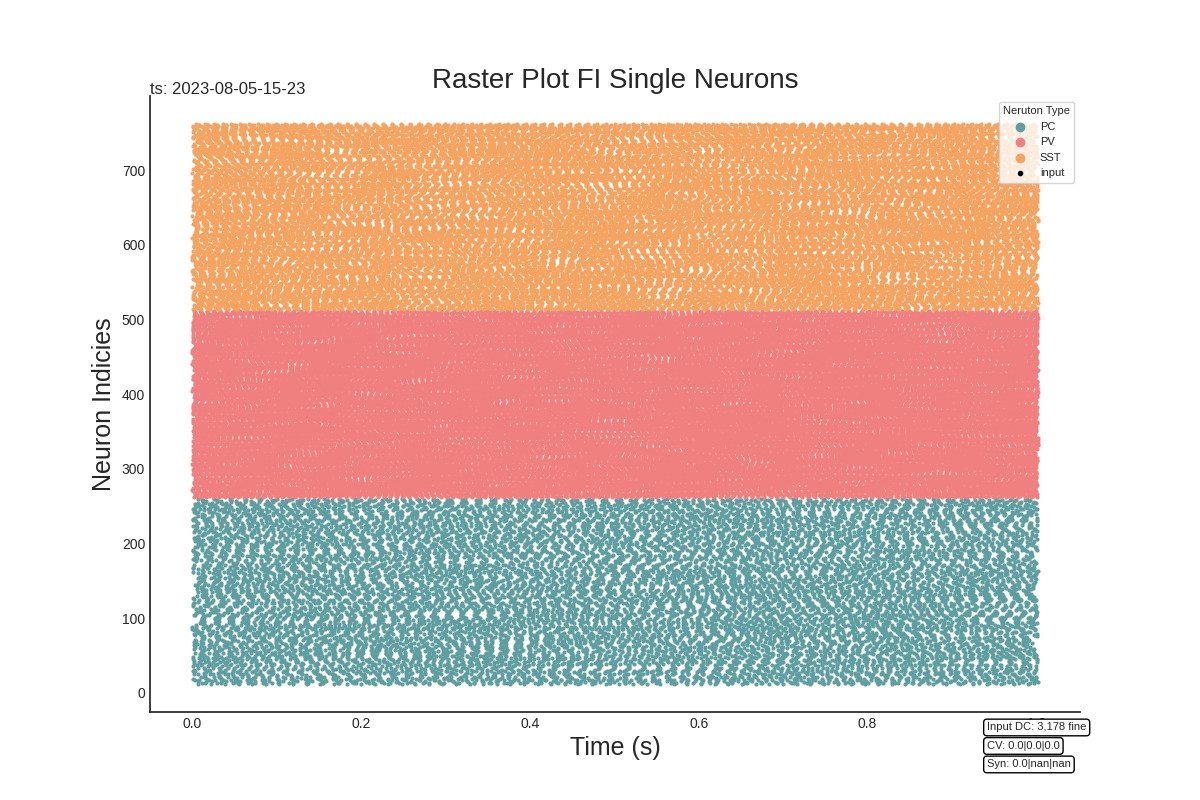 Raster Plot FI Single Neurons
ts: 2023-08-05-15-23
Neruton Type
PC
PV
SST
input
Neuron Indicies
700
600
500
400
300
200
100
0
0.0
0.2
0.4
0.6
0.8
Time (s)
Input DC: 3,178 fine
CV: 0.0|0.0|0.0
Syn: 0.0|nan|nan